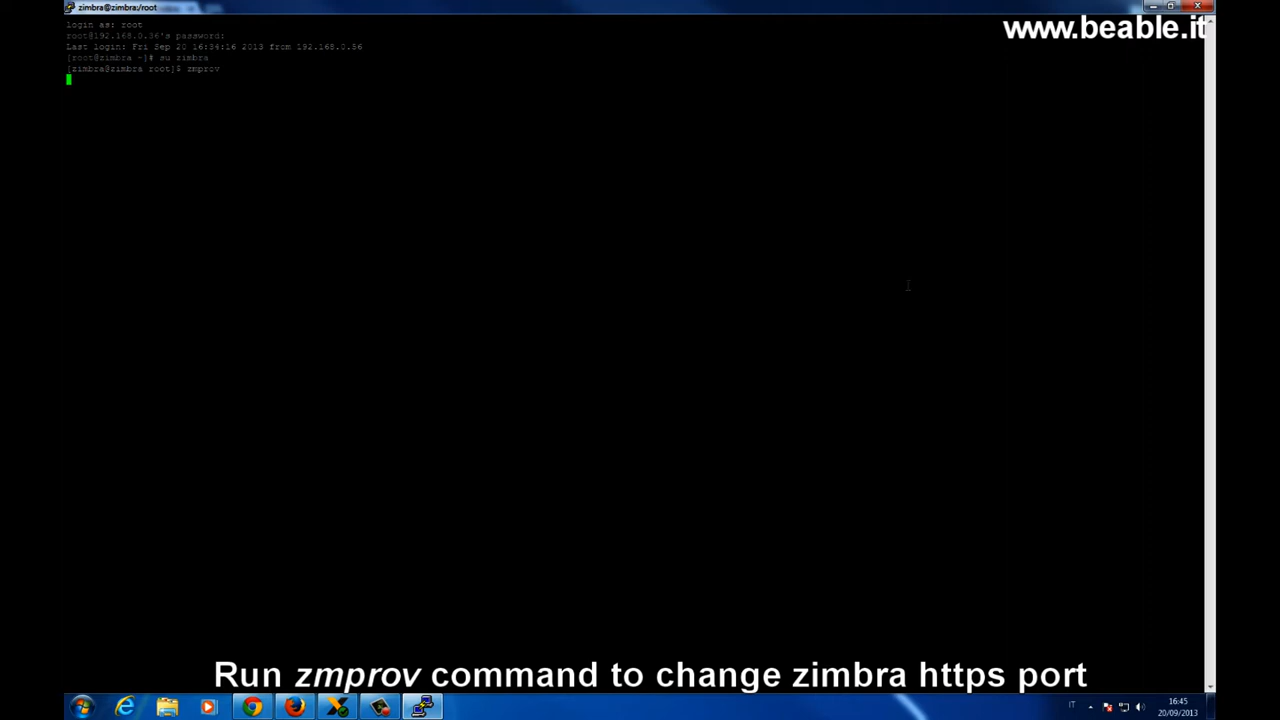 zimbra@zimbra:/root
www.beable.it
login as: root
root@192.168.0.36's password:
Last login: Fri Sep 20 16:34:16 2013 from 192.168.0.56
[root@zimbra ~]# su zimbra
[zimbra@zimbra root]$ zmprov
Run zmprov command to change zimbra https port
IT
16:45
20/09/2013